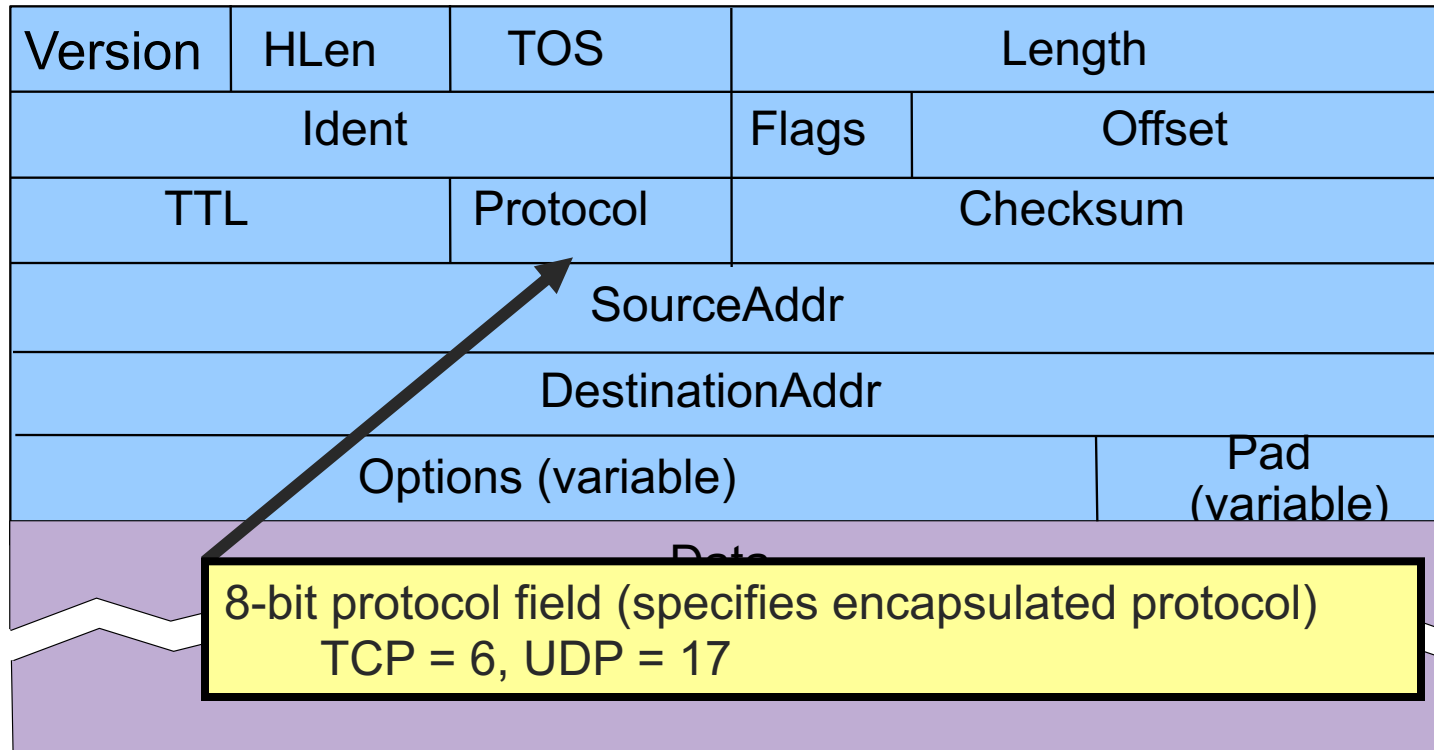 Version HLen TOS Length
Ident Flags Offset
TTL Protocol Checksum
SourceAddr
DestinationAddr
Options (variable) Pad
(variable)
Data
8-bit protocol field (specifies encapsulated protocol)
TCP = 6, UDP = 17